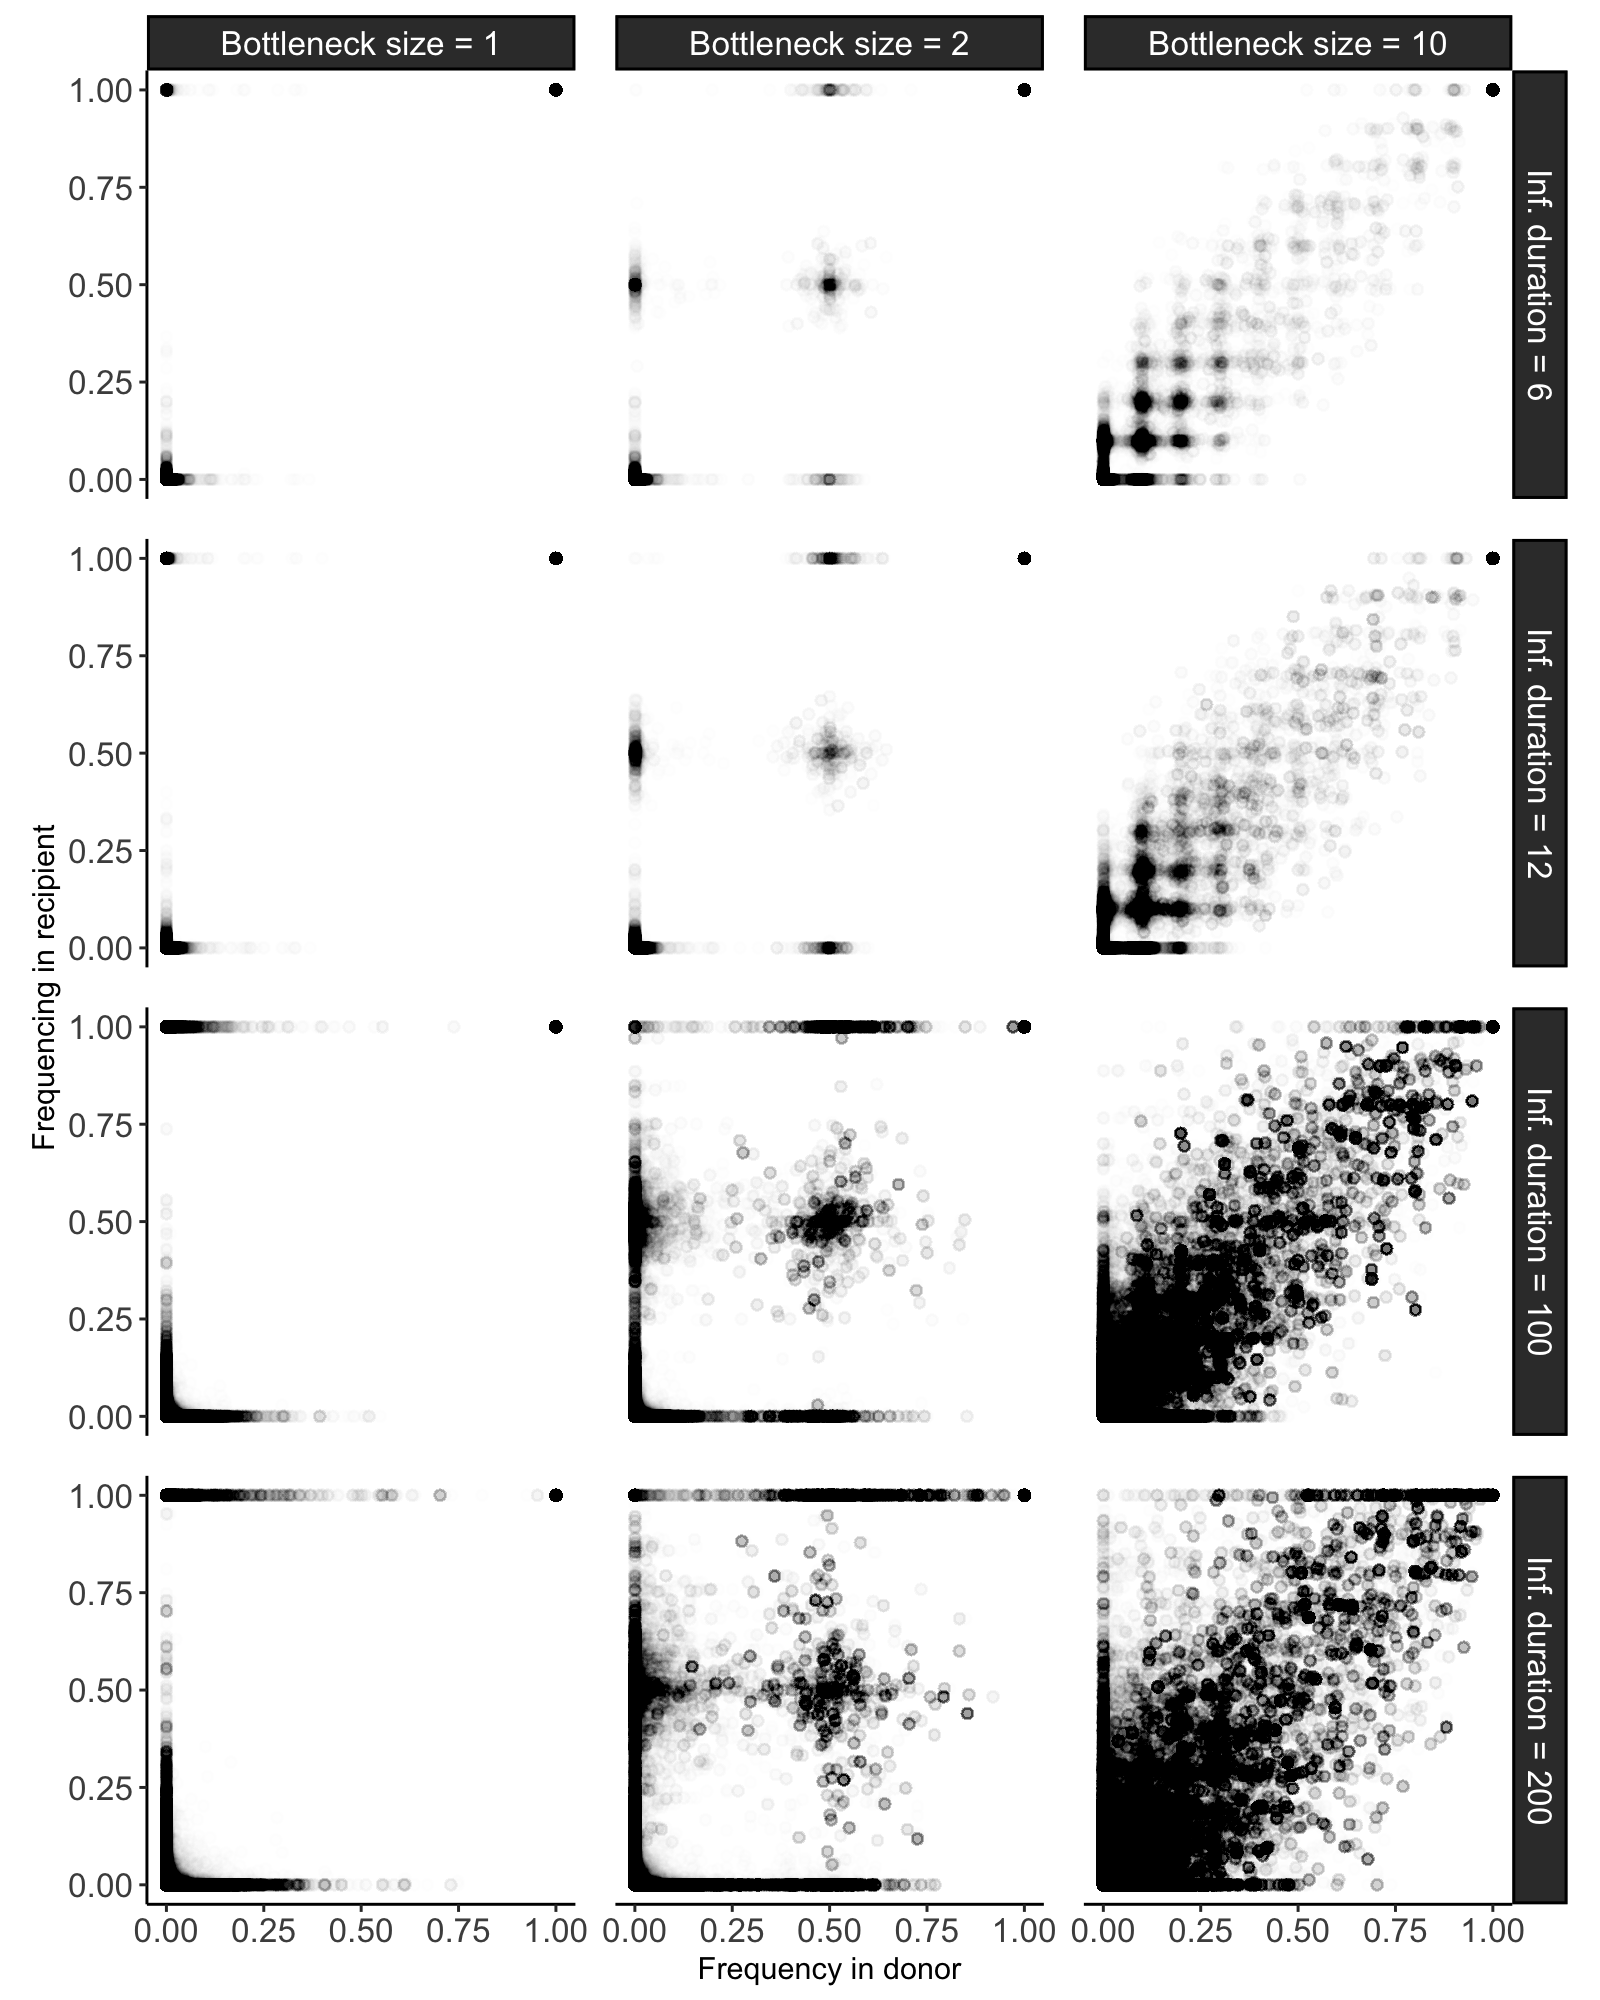 Bottleneck size = 1
Bottleneck size = 2
Bottleneck size = 10
1.00
0.75
0.50
0.25
0.00
Inf. duration = 6
1.00
0.75
0.50
0.25
0.00
Inf. duration = 12
Frequencing in recipient
1.00
0.75
0.50
0.25
0.00
Inf. duration = 100
1.00
0.75
0.50
0.25
0.00
Inf. duration = 200
0.00 0.25 0.50 0.75 1.00
0.00 0.25 0.50 0.75 1.00
0.00 0.25 0.50 0.75 1.00
Frequency in donor